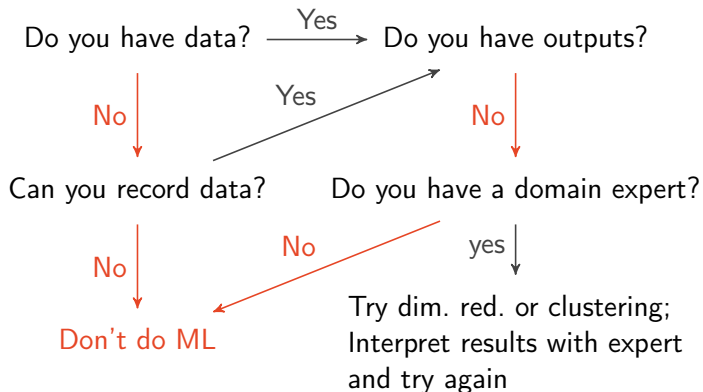 Do you have data?
Yes
Do you have outputs?
No
Yes
No
Can you record data?
Do you have a domain expert?
No
No
yes
Don't do ML
Try dim. red. or clustering;
Interpret results with expert
and try again